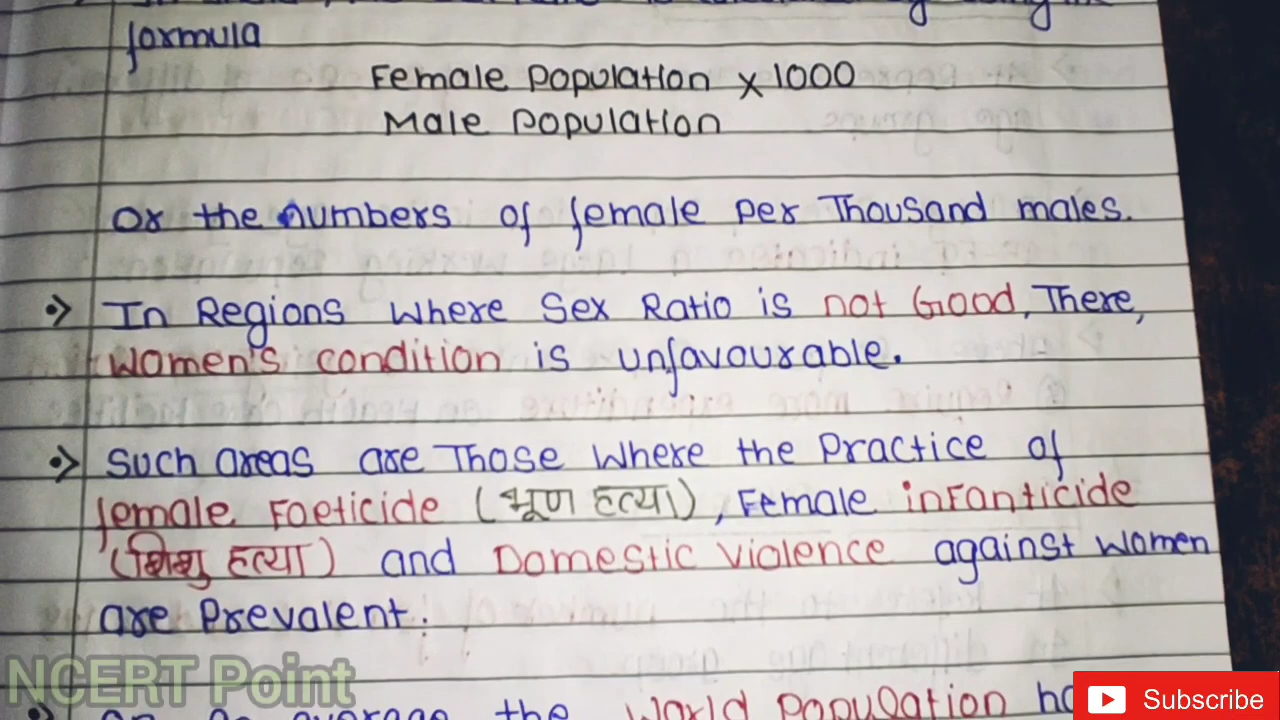 formula
Female Population × 1000
Male Population
or the numbers of female per Thousand males.
→ In Regions where Sex Ratio is not Good, There,
women's condition is unfavourable.
→ Such areas are Those where the Practice of
female Foeticide (भ्रूण हत्या), Female inFanticide
(शिशु हत्या) and Domestic violence against women
are Prevalent.
average the World Population
NCERT Point
Subscribe